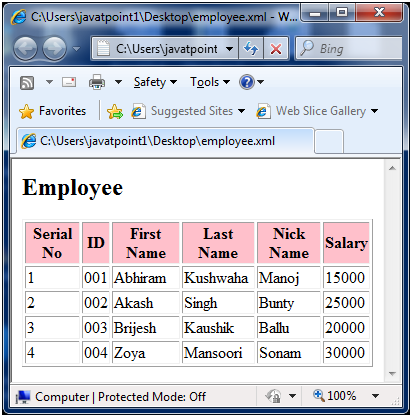 C:\Users\javatpoint1\Desktop\employee.xml - W...
C:\Users\javatpoint
Bing
Safety Tools
Favorites Suggested Sites Web Slice Gallery
C:\Users\javatpoint1\Desktop\employee.xml
Employee
Serial No ID First Name Last Name Nick Name Salary
1 001 Abhiram Kushwaha Manoj 15000
2 002 Akash Singh Bunty 25000
3 003 Brijesh Kaushik Ballu 20000
4 004 Zoya Mansoori Sonam 30000
Computer | Protected Mode: Off 100%